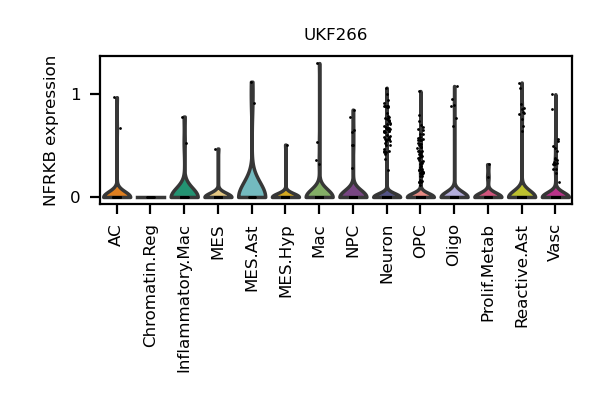 UKF266
NFRKB expression
1
0
AC
Chromatin.Reg
Inflammatory.Mac
MES
MES.Ast
MES.Hyp
Mac
NPC
Neuron
OPC
Oligo
Prolif.Metab
Reactive.Ast
Vasc